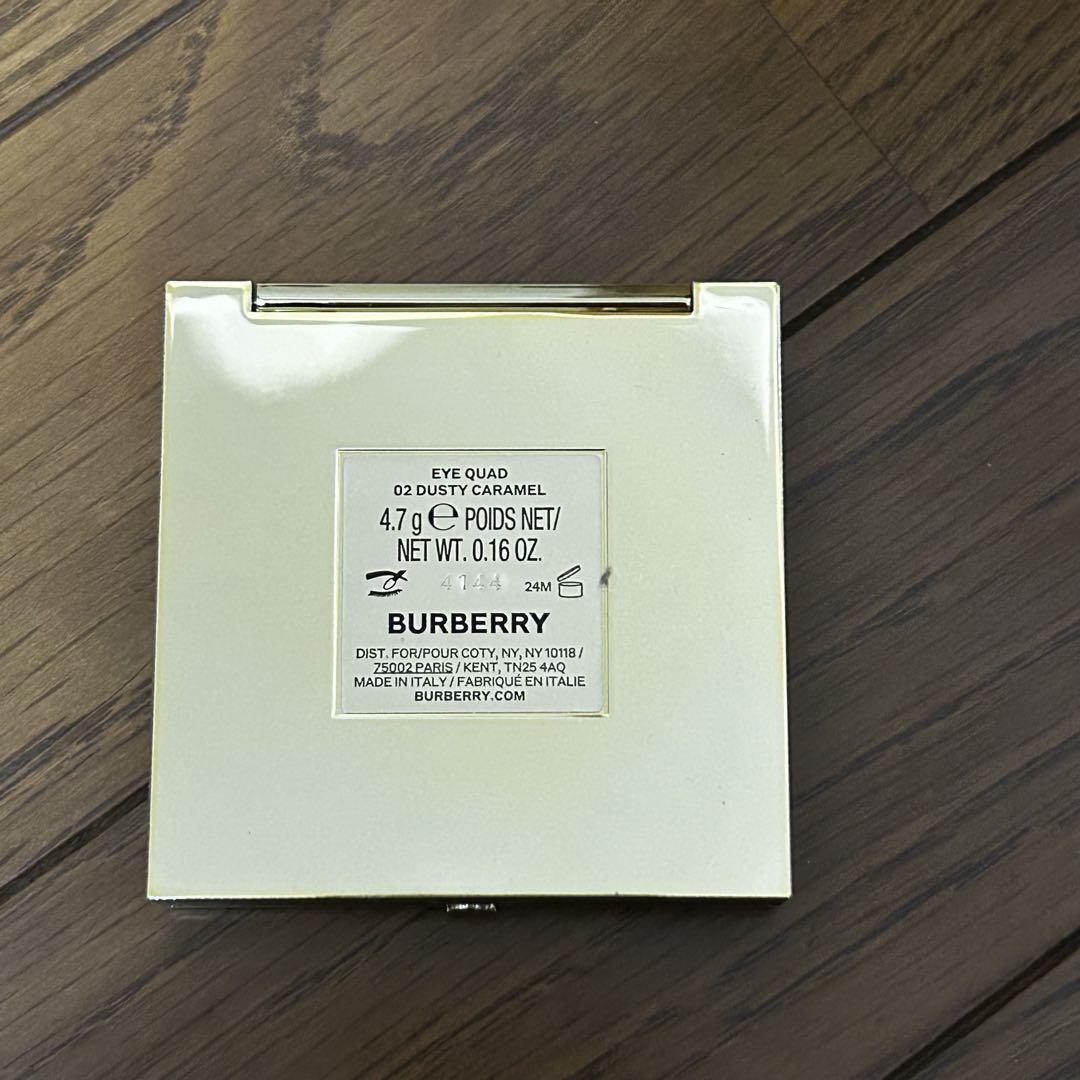 EYE QUAD
02 DUSTY CARAMEL
4.7 g ℮ POIDS NET/
NET WT. 0.16 OZ.
4144 24M
BURBERRY
DIST. FOR/POUR COTY, NY, NY 10118 /
75002 PARIS / KENT, TN25 4AQ
MADE IN ITALY / FABRIQUÉ EN ITALIE
BURBERRY.COM